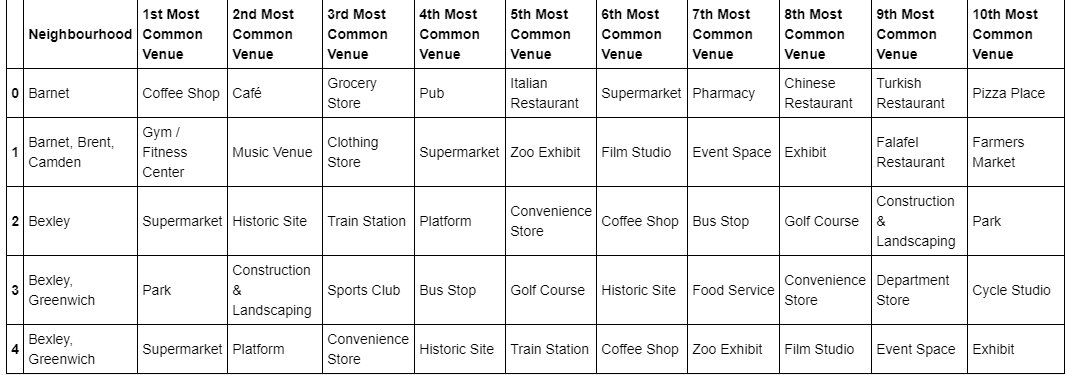 Neighbourhood 1st Most Common Venue 2nd Most Common Venue 3rd Most Common Venue 4th Most Common Venue 5th Most Common Venue 6th Most Common Venue 7th Most Common Venue 8th Most Common Venue 9th Most Common Venue 10th Most Common Venue
0 Barnet Coffee Shop Café Grocery Store Pub Italian Restaurant Supermarket Pharmacy Chinese Restaurant Turkish Restaurant Pizza Place
1 Barnet, Brent, Camden Gym / Fitness Center Music Venue Clothing Store Supermarket Zoo Exhibit Film Studio Event Space Exhibit Falafel Restaurant Farmers Market
2 Bexley Supermarket Historic Site Train Station Platform Convenience Store Coffee Shop Bus Stop Golf Course Construction & Landscaping Park
3 Bexley, Greenwich Park Construction & Landscaping Sports Club Bus Stop Golf Course Historic Site Food Service Convenience Store Department Store Cycle Studio
4 Bexley, Greenwich Supermarket Platform Convenience Store Historic Site Train Station Coffee Shop Zoo Exhibit Film Studio Event Space Exhibit